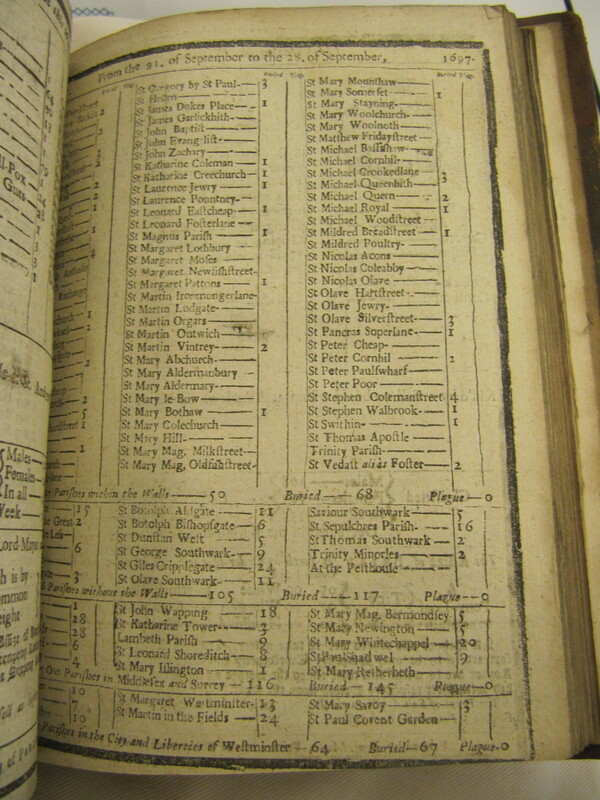 From the 21. of September to the 28. of September, 1697.
Buried Plag.
St Gregory by St Paul 3
St James Dukes Place 1
St James Garlickhith
St John Baptist
St John Evangelist
St John Zachary
St Katharine Coleman 1
St Katharine Creechurch 1
St Laurence Jewry 1
St Laurence Pountney
St Leonard Eastcheap 1
St Leonard Fosterlane
St Magnus Parish 1
St Margaret Lothbury
St Margaret Moses
St Margaret Newfishstreet
St Margaret Pattons 1
St Martin Ironmongerlane
St Martin Ludgate
St Martin Orgars
St Martin Outwich
St Martin Vintrey 2
St Mary Abchurch
St Mary Aldermanbury
St Mary Aldermary
St Mary le Bow
St Mary Bothaw 1
St Mary Colechurch
St Mary Hill
St Mary Mag. Milkstreet
St Mary Mag. Oldfishstreet
Buried Plag.
St Mary Mounthaw
St Mary Somerset 1
St Mary Stayning
St Mary Woolchurch
St Mary Woolnoth
St Matthew Fridaystreet
St Michael Bassishaw
St Michael Cornhil
St Michael Crookedlane 3
St Michael Queenhith
St Michael Quern 2
St Michael Royal 1
St Michael Woodstreet
St Mildred Breadstreet 1
St Mildred Poultry
St Nicolas Acons
St Nicolas Coleabby
St Nicolas Olave
St Olave Hartstreet
St Olave Jewry
St Olave Silverstreet
St Pancras Soperlane 1
St Peter Cheap
St Peter Cornhil 2
St Peter Paulswharf
St Peter Poor
St Stephen Colemanstreet 4
St Stephen Walbrook 1
St Swithin 1
St Thomas Apostle
Trinity Parish
St Vedast alias Foster 2
Parishes within the Walls 50 Buried 68 Plague 0
St Botolph Aldgate 11
St Botolph Bishopsgate 6
St Dunstan West 5
St George Southwark 9
St Giles Cripplegate 24
St Olave Southwark 11
Saviour Southwark 5
St Sepulchres Parish 16
St Thomas Southwark 2
Trinity Minories 2
At the Pesthouse
Parishes without the Walls 105 Buried 117 Plague 0
St John Wapping 18
St Katharine Tower 3
Lambeth Parish 9
St Leonard Shoreditch 8
St Mary Islington 1
St Mary Mag. Bermondsey 5
St Mary Newington 5
St Mary Whitechappel 20
St Paul Shadwel 9
St Mary Retherheth
Out Parishes in Middlesex and Surrey 116 Buried 145 Plague 0
St Margaret Westminster 13
St Martin in the Fields 24
St Mary Savoy 3
St Paul Covent Garden
Parishes in the City and Liberties of Westminster 64 Buried 67 Plague 0
Males
Females
In all
Week
Lord Mayor